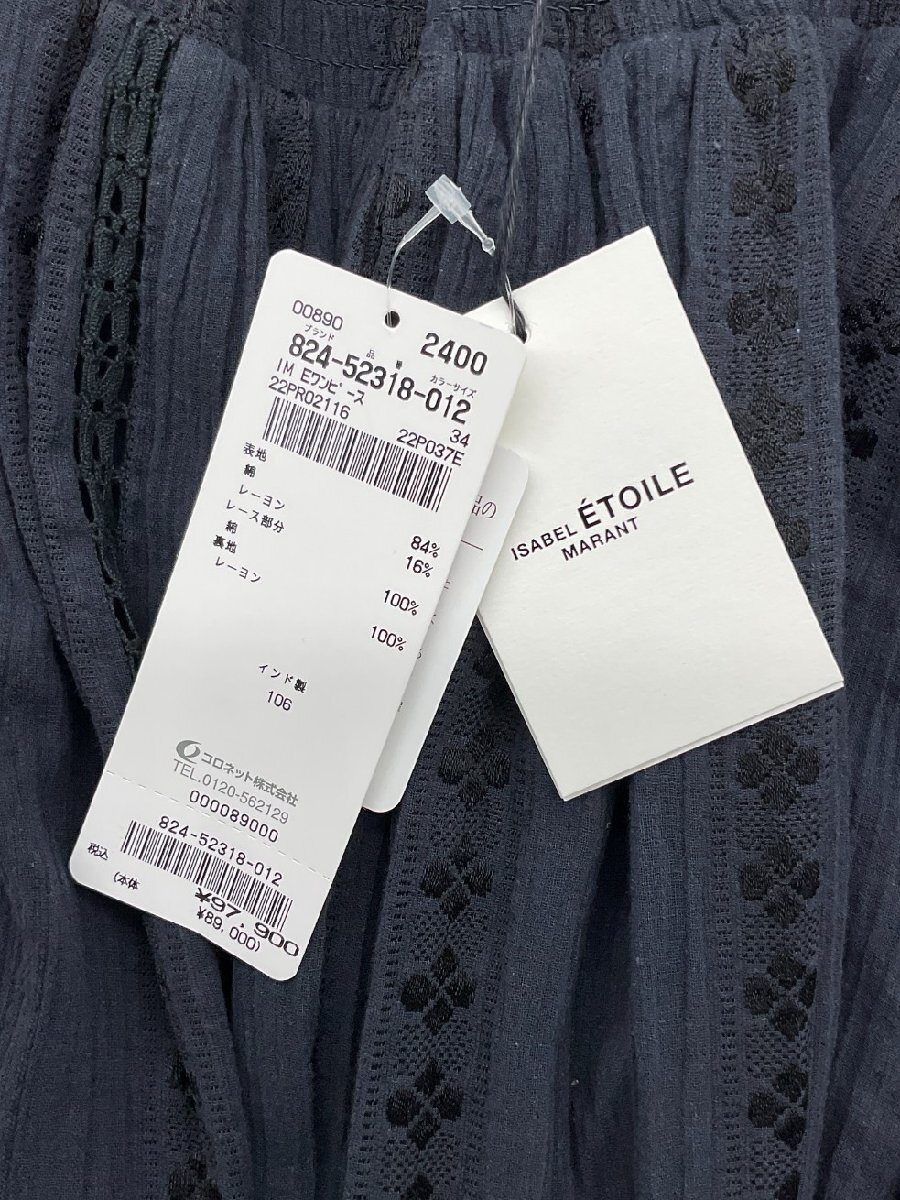 00890
2400
ブランド
品
番
カラーサイズ
824-52318-012
IM Eワンピース
34
22PR02116
22P037E
表地
綿
84%
レーヨン
16%
レース部分
綿
100%
裏地
レーヨン
100%
インド製
106
コロネット株式会社
TEL.0120-562129
000089000
824-52318-012
税込
¥97,900
(本体
¥89,000)
品の
ISABEL ÉTOILE
MARANT